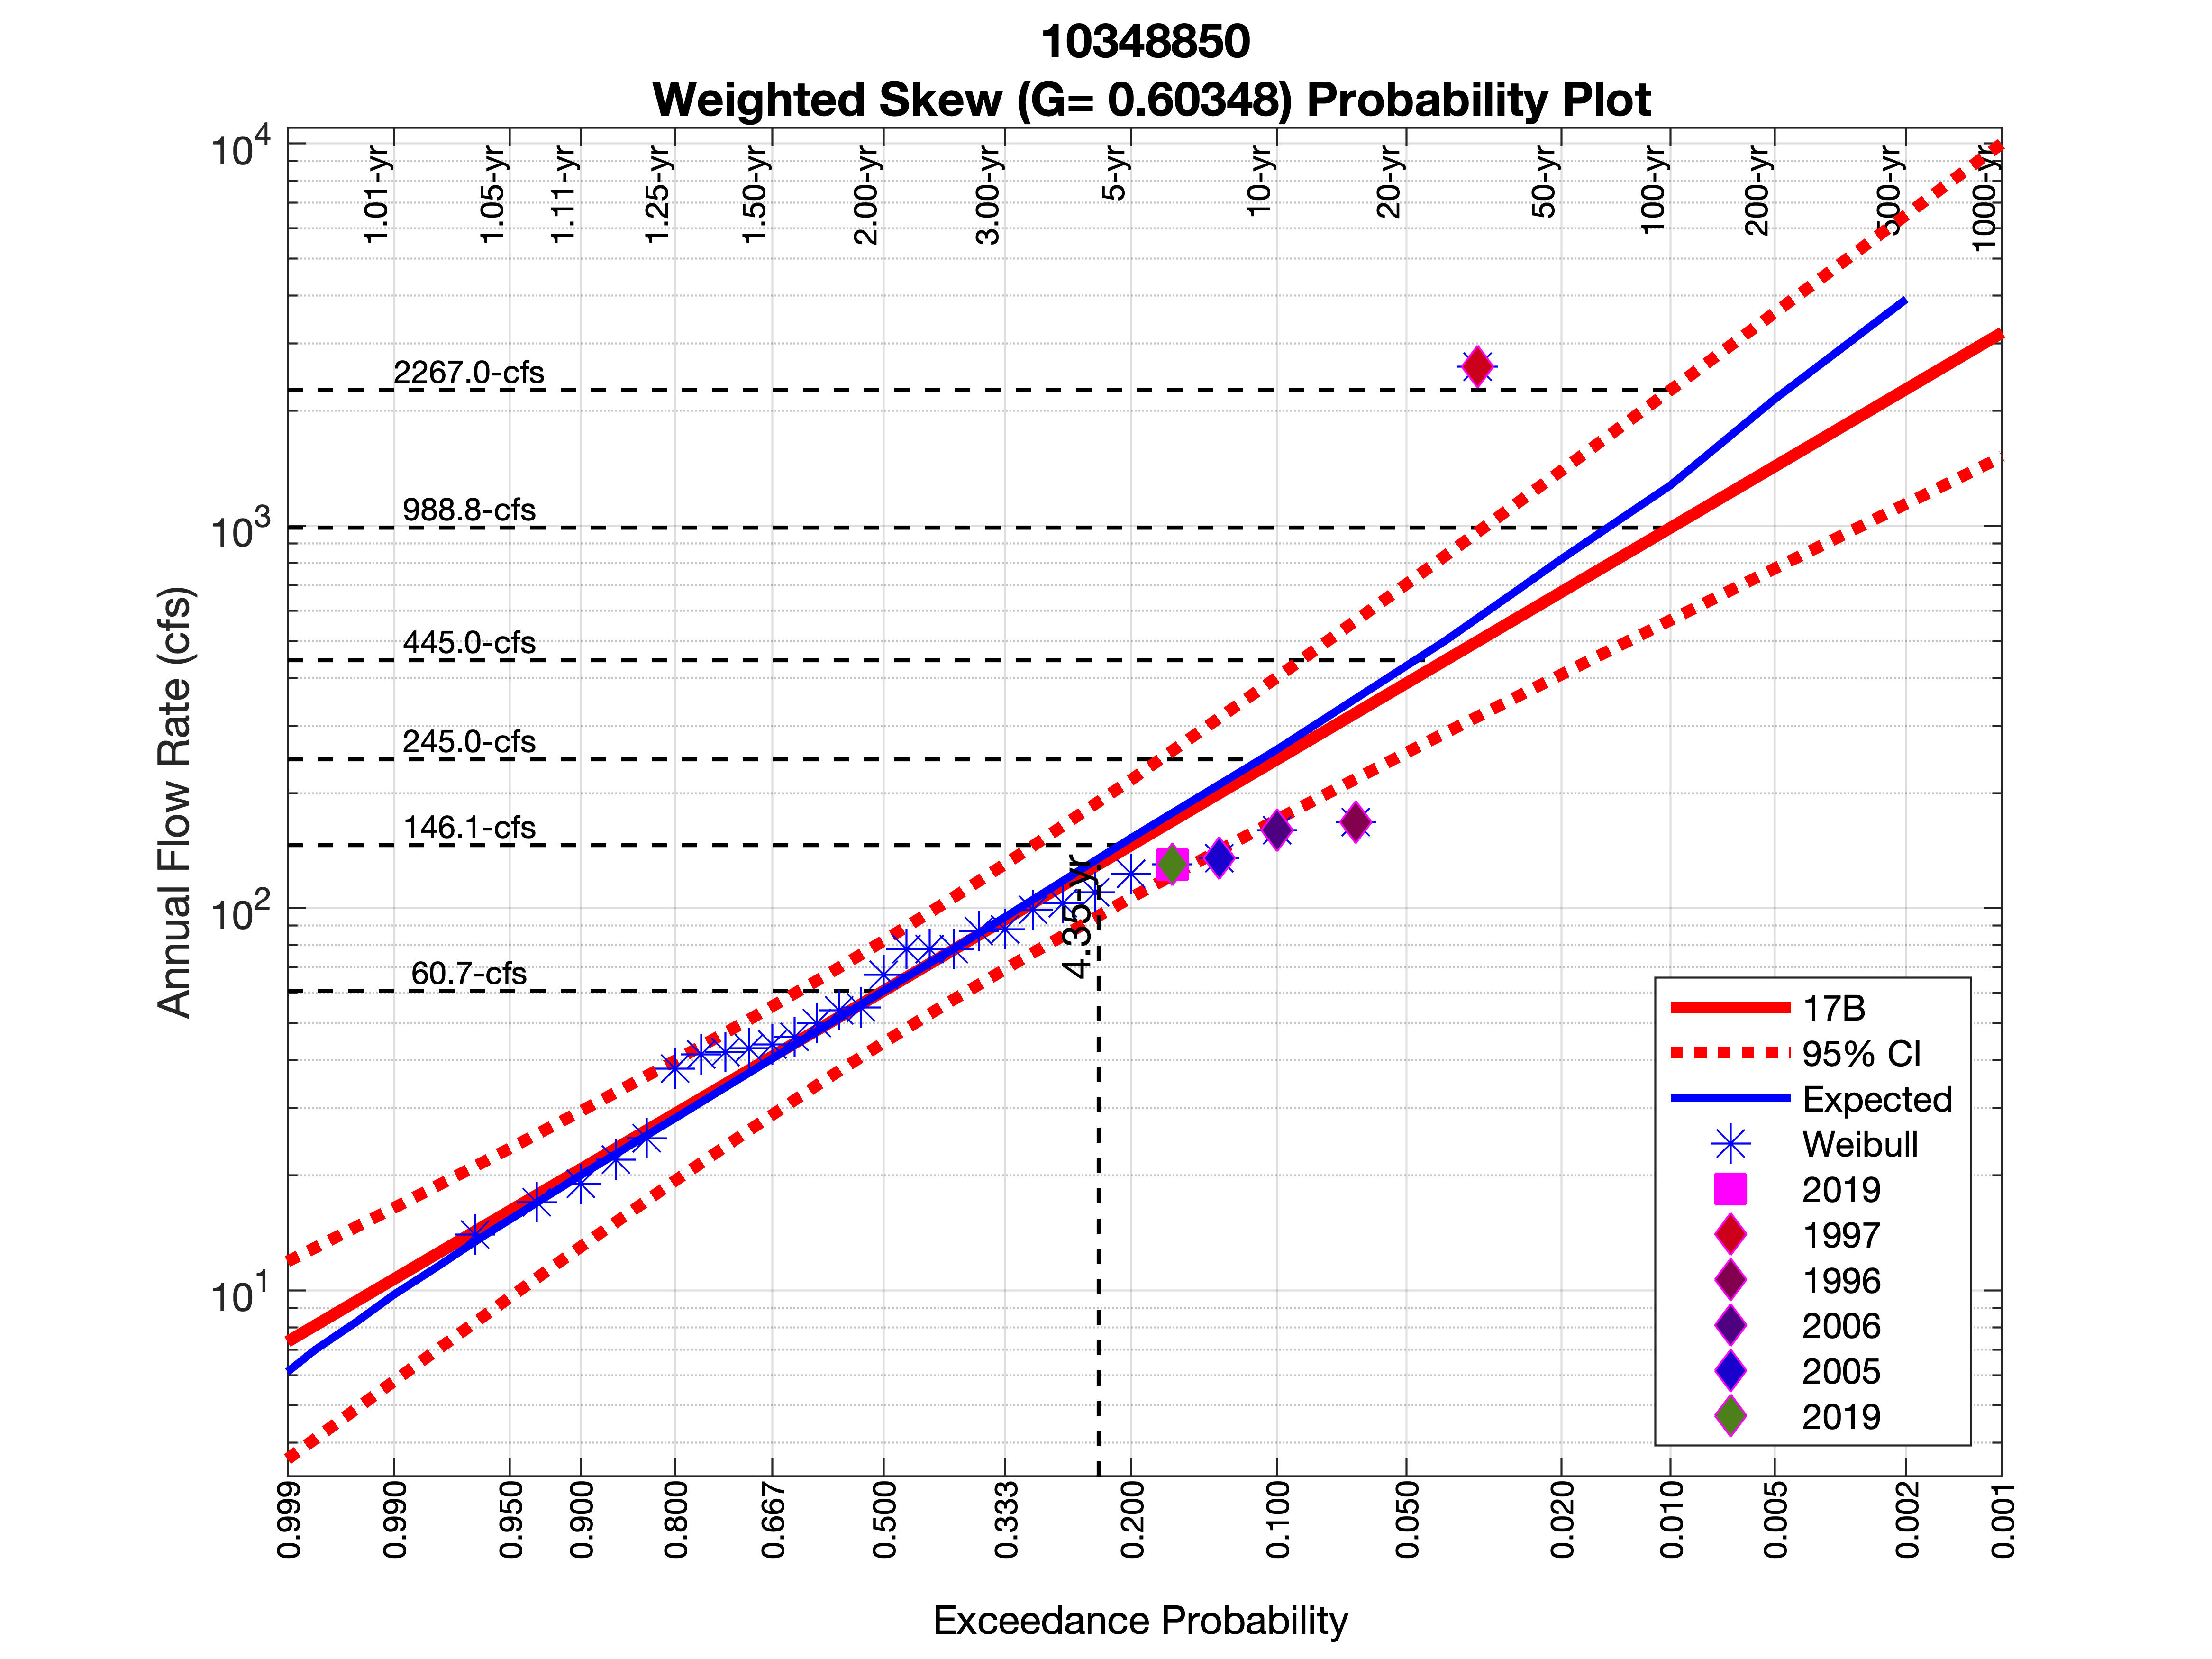 10348850
Weighted Skew (G= 0.60348) Probability Plot
10^4
10^3
10^2
10^1
Annual Flow Rate (cfs)
1.01-yr
1.05-yr
1.11-yr
1.25-yr
1.50-yr
2.00-yr
3.00-yr
5-yr
10-yr
20-yr
50-yr
100-yr
200-yr
500-yr
1000-yr
2267.0-cfs
988.8-cfs
445.0-cfs
245.0-cfs
146.1-cfs
60.7-cfs
4.35-yr
17B
95% CI
Expected
Weibull
2019
1997
1996
2006
2005
2019
0.999
0.990
0.950
0.900
0.800
0.667
0.500
0.333
0.200
0.100
0.050
0.020
0.010
0.005
0.002
0.001
Exceedance Probability